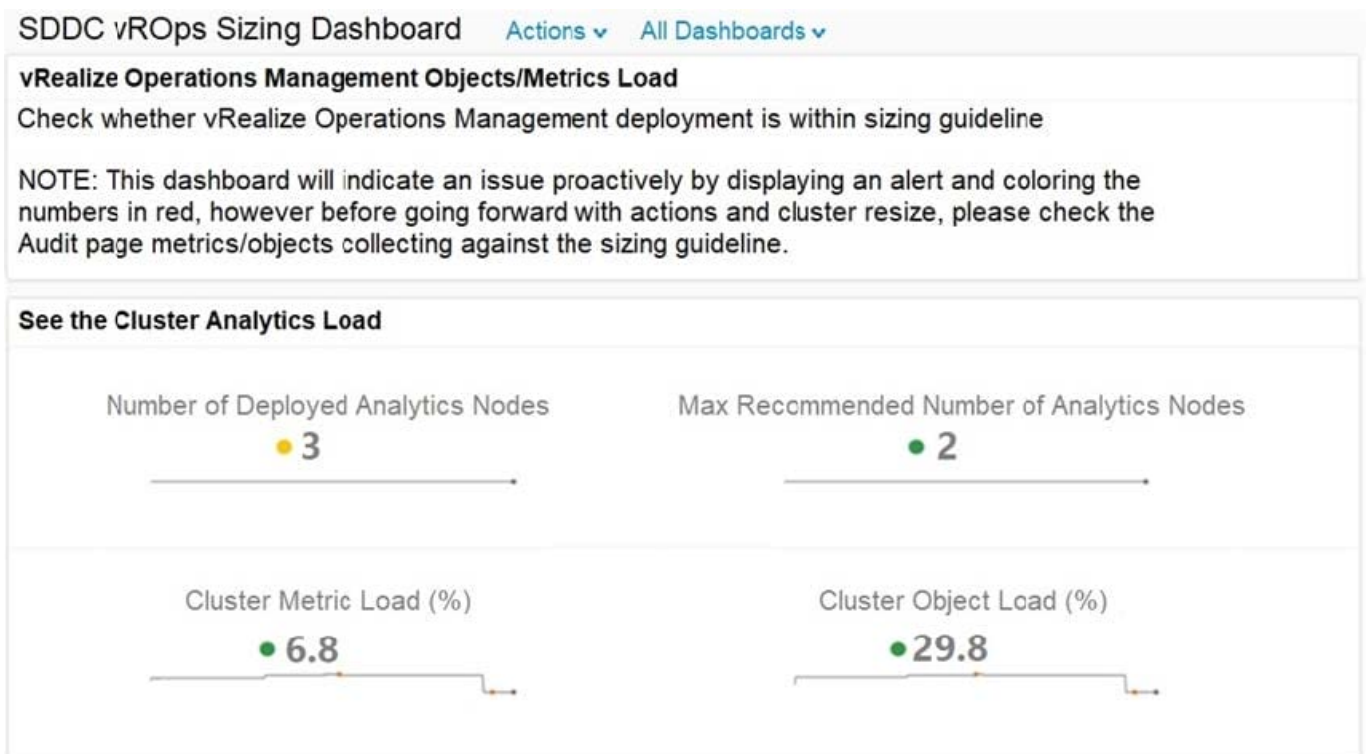 SDDC vROps Sizing Dashboard Actions All Dashboards
vRealize Operations Management Objects/Metrics Load
Check whether vRealize Operations Management deployment is within sizing guideline
NOTE: This dashboard will indicate an issue proactively by displaying an alert and coloring the
numbers in red, however before going forward with actions and cluster resize, please check the
Audit page metrics/objects collecting against the sizing guideline.
See the Cluster Analytics Load
Number of Deployed Analytics Nodes Max Recommended Number of Analytics Nodes
3 2
Cluster Metric Load (%) Cluster Object Load (%)
6.8 29.8